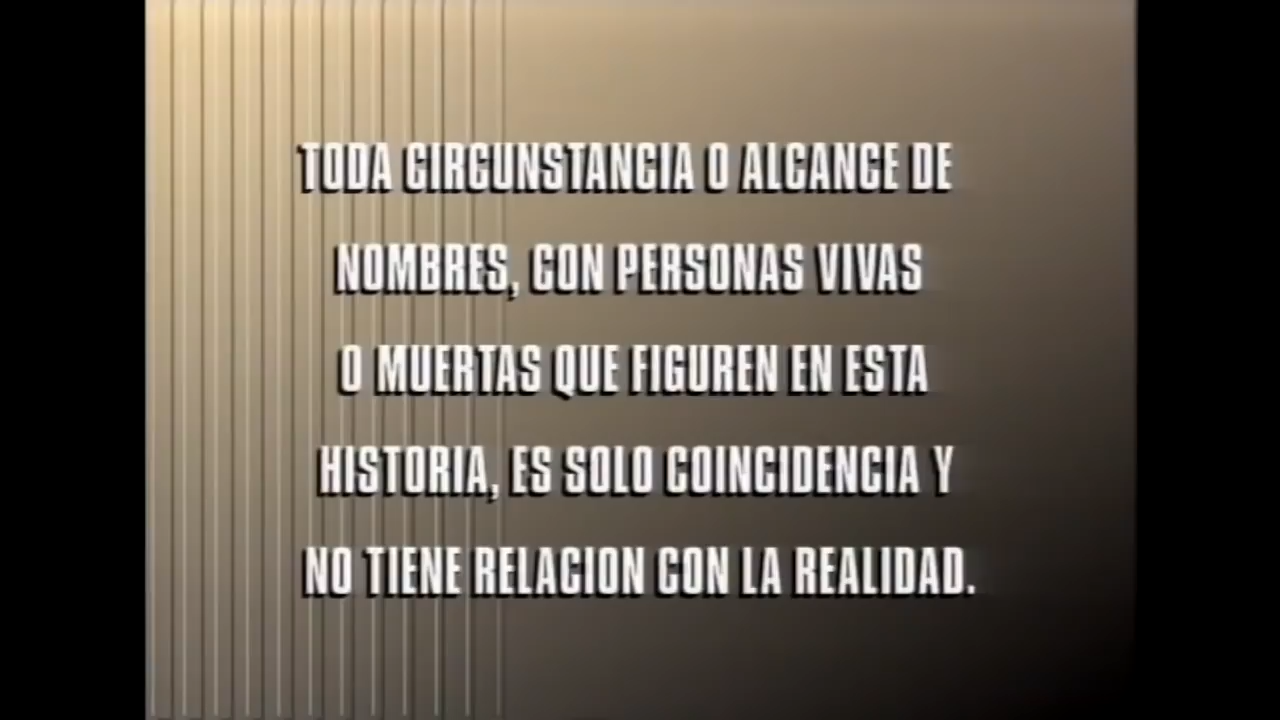 TODA CIRCUNSTANCIA O ALCANCE DE
NOMBRES, CON PERSONAS VIVAS
O MUERTAS QUE FIGUREN EN ESTA
HISTORIA, ES SOLO COINCIDENCIA Y
NO TIENE RELACION CON LA REALIDAD.